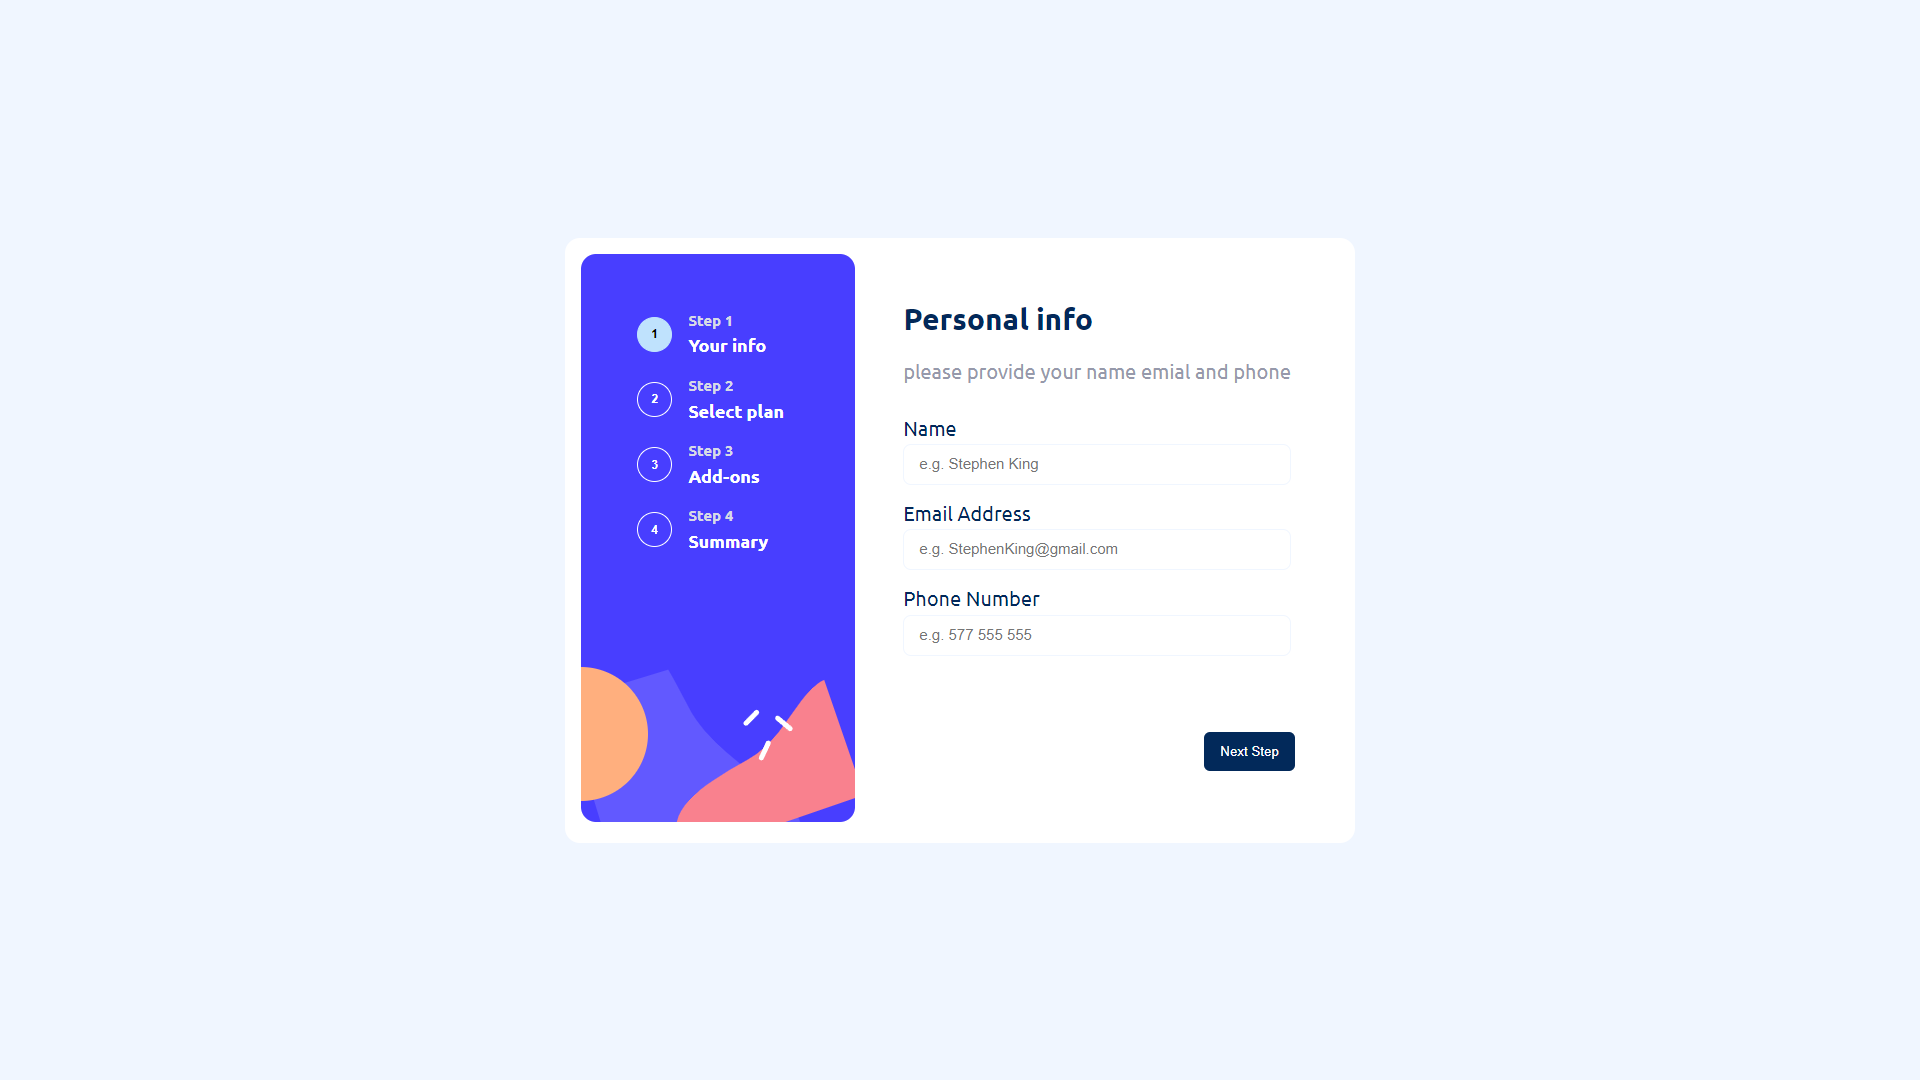 1
Step 1
Your info
2
Step 2
Select plan
3
Step 3
Add-ons
4
Step 4
Summary
Personal info
please provide your name emial and phone
Name
e.g. Stephen King
Email Address
e.g. StephenKing@gmail.com
Phone Number
e.g. 577 555 555
Next Step